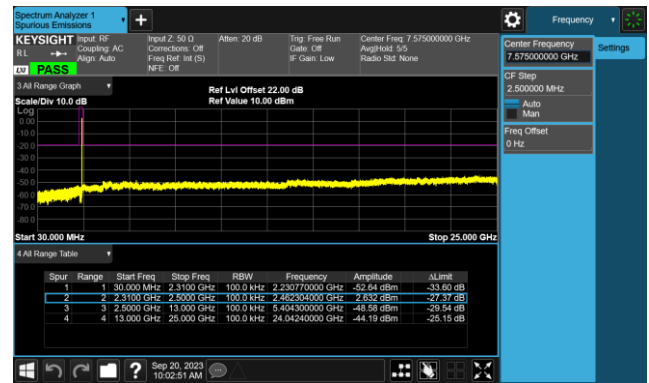 Spectrum Analyzer 1
Spurious Emissions
Frequency
KEYSIGHT Input: RF Input Z: 50 Ω Atten: 20 dB Trig: Free Run Center Freq: 7.575000000 GHz
RL Coupling: AC Corrections: Off Gate: Off Avg|Hold: 5/5
Align: Auto Freq Ref: Int (S) IF Gain: Low Radio Std: None
NFE: Off
LXI PASS
Center Frequency
7.575000000 GHz
Settings
CF Step
2.500000 MHz
Auto
Man
Freq Offset
0 Hz
3 All Range Graph
Ref Lvl Offset 22.00 dB
Scale/Div 10.0 dB Ref Value 10.00 dBm
Log
0.00
-10.0
-20.0
-30.0
-40.0
-50.0
-60.0
-70.0
-80.0
Start 30.000 MHz Stop 25.000 GHz
4 All Range Table
Spur Range Start Freq Stop Freq RBW Frequency Amplitude ΔLimit
1 1 30.000 MHz 2.3100 GHz 100.0 kHz 2.230770000 GHz -52.64 dBm -33.60 dB
2 2 2.3100 GHz 2.5000 GHz 100.0 kHz 2.462304000 GHz 2.632 dBm -27.37 dB
3 3 2.5000 GHz 13.000 GHz 100.0 kHz 5.404300000 GHz -48.58 dBm -29.54 dB
4 4 13.000 GHz 25.000 GHz 100.0 kHz 24.04240000 GHz -44.19 dBm -25.15 dB
Sep 20, 2023
10:02:51 AM